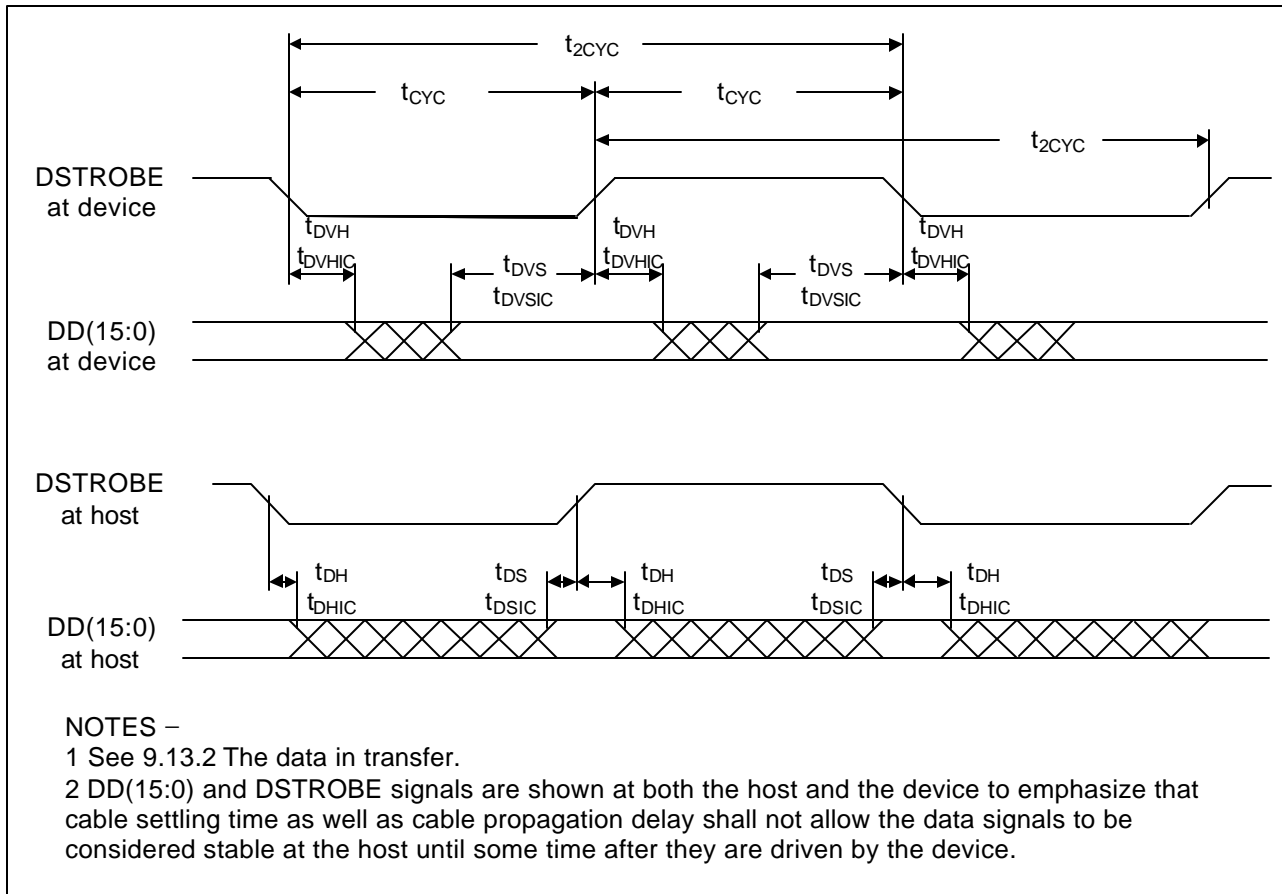 t2CYC
tCYC tCYC
t2CYC
DSTROBE
at device
tDVH tDVH tDVH
tDVHIC tDVS tDVHIC tDVS tDVHIC
tDVSIC tDVSIC
DD(15:0)
at device
DSTROBE
at host
tDH tDS tDH tDS tDH
tDHIC tDSIC tDHIC tDSIC tDHIC
DD(15:0)
at host
NOTES –
1 See 9.13.2 The data in transfer.
2 DD(15:0) and DSTROBE signals are shown at both the host and the device to emphasize that
cable settling time as well as cable propagation delay shall not allow the data signals to be
considered stable at the host until some time after they are driven by the device.